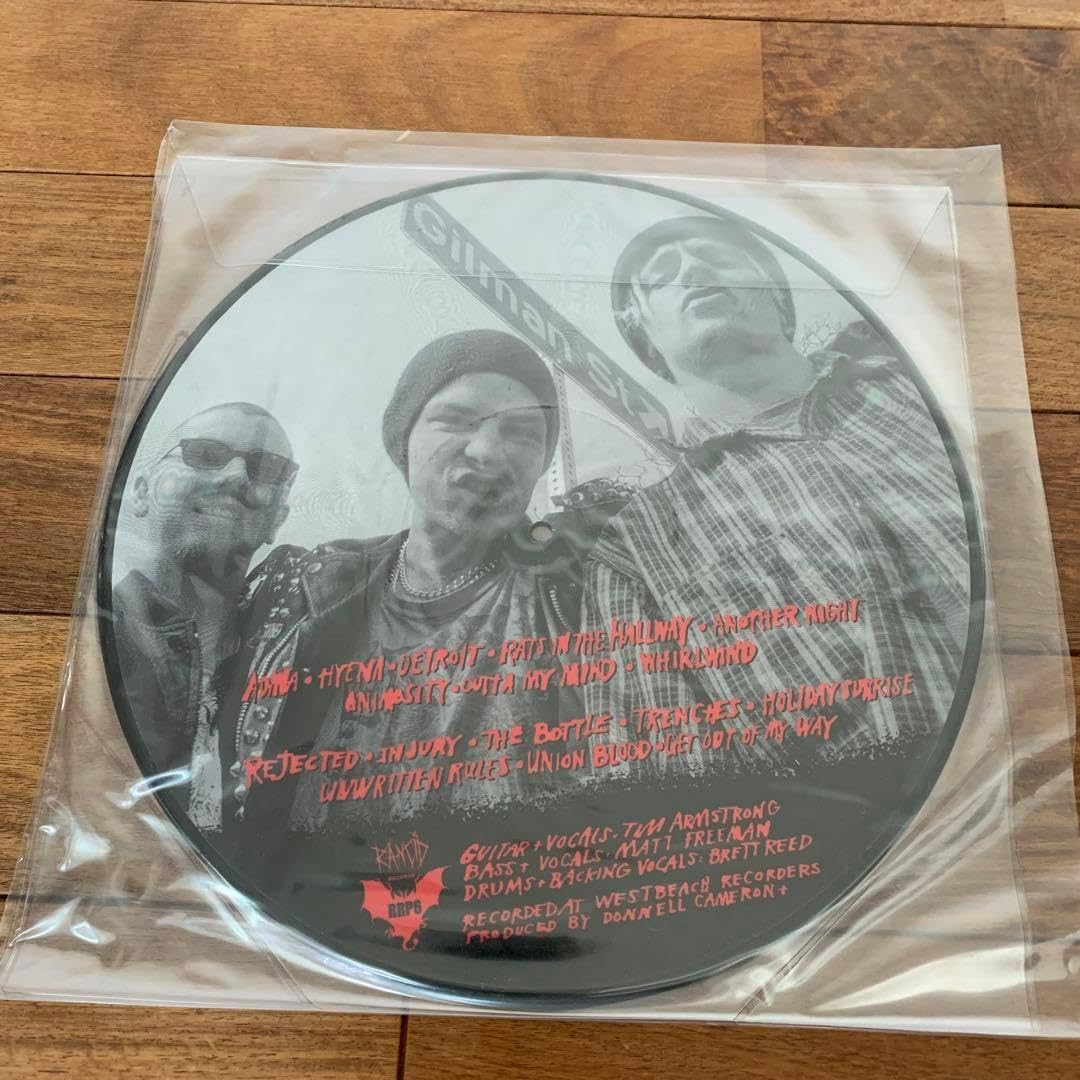 Gilman St.
ADINA • HYENA • DETROIT • RATS IN THE HALLWAY • ANOTHER NIGHT
ANIMOSITY • OUTTA MY MIND • WHIRLWIND
REJECTED • INJURY • THE BOTTLE • TRENCHES • HOLIDAY SUNRISE
UNWRITTEN RULES • UNION BLOOD • GET OUT OF MY WAY
GUITAR + VOCALS - TIM ARMSTRONG
BASS + VOCALS - MATT FREEMAN
DRUMS + BACKING VOCALS: BRETT REED
RECORDED AT WESTBEACH RECORDERS
PRODUCED BY DONNELL CAMERON +
RANCID
RRP6